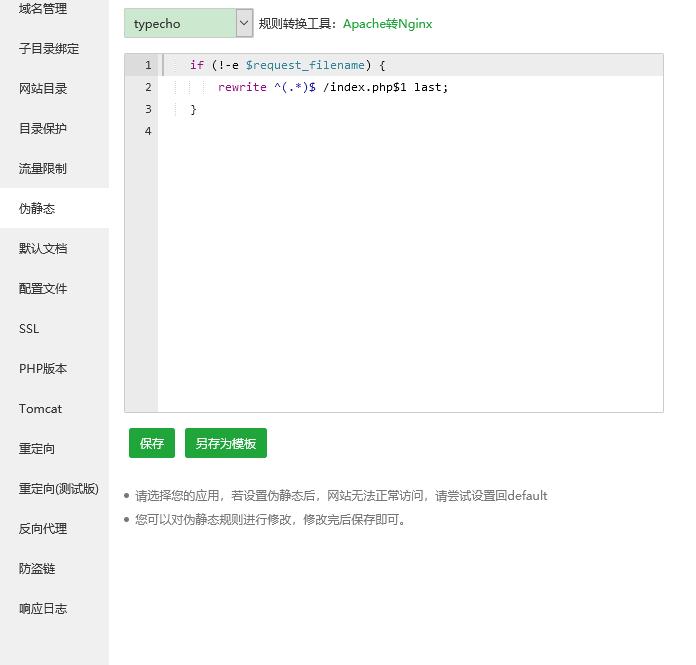 域名管理
子目录绑定
网站目录
目录保护
流量限制
伪静态
默认文档
配置文件
SSL
PHP版本
Tomcat
重定向
重定向(测试版)
反向代理
防盗链
响应日志
typecho 规则转换工具：Apache转Nginx
1 if (!-e $request_filename) {
2 rewrite ^(.*)$ /index.php$1 last;
3 }
4
保存 另存为模板
请选择您的应用，若设置伪静态后，网站无法正常访问，请尝试设置回default
您可以对伪静态规则进行修改，修改完后保存即可。